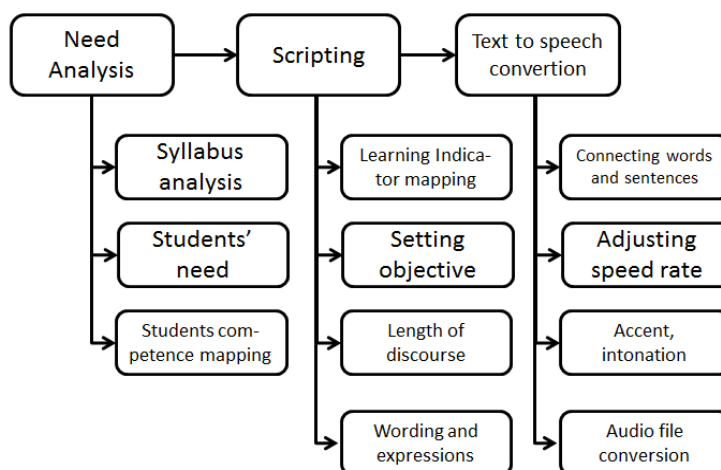 Need
Analysis
Scripting
Text to speech
convertion
Syllabus
analysis
Students'
need
Students com-
petence mapping
Learning Indica-
tor mapping
Setting
objective
Length of
discourse
Wording and
expressions
Connecting words
and sentences
Adjusting
speed rate
Accent,
intonation
Audio file
conversion